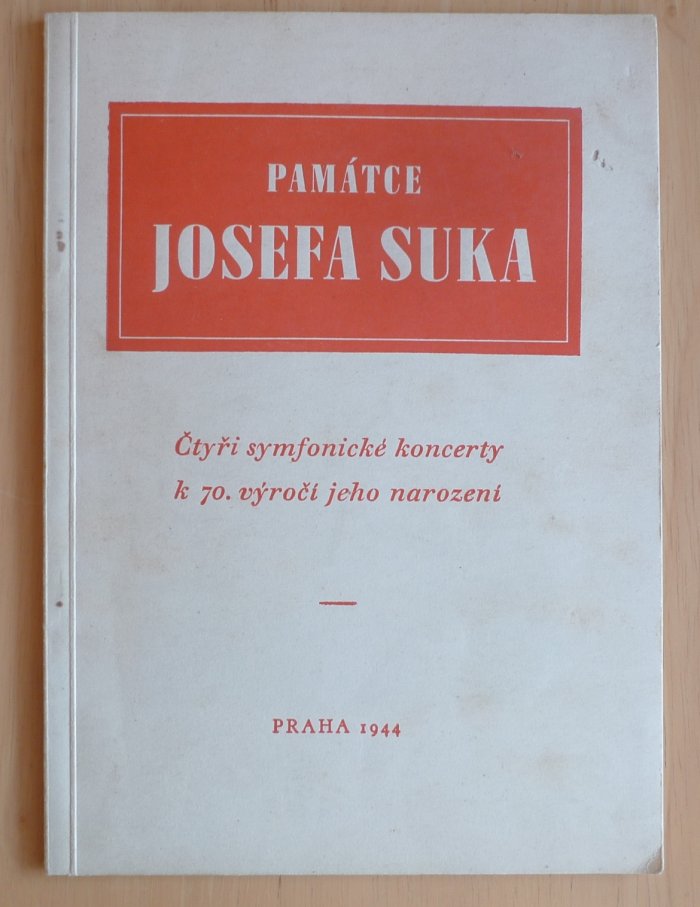 PAMÁTCE
JOSEFA SUKA
Čtyři symfonické koncerty
k 70. výročí jeho narození
PRAHA 1944